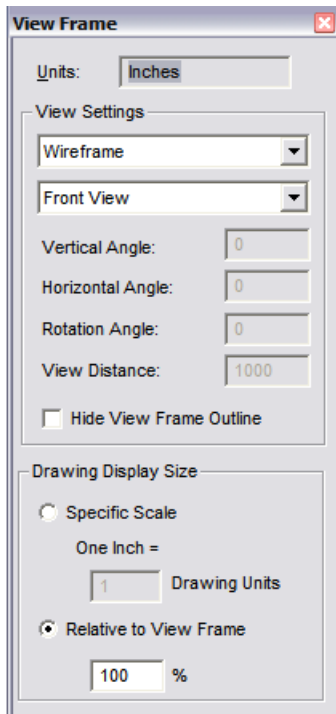 View Frame
Units: Inches
View Settings
Wireframe
Front View
Vertical Angle: 0
Horizontal Angle: 0
Rotation Angle: 0
View Distance: 1000
Hide View Frame Outline
Drawing Display Size
Specific Scale
One Inch =
1 Drawing Units
Relative to View Frame
100 %